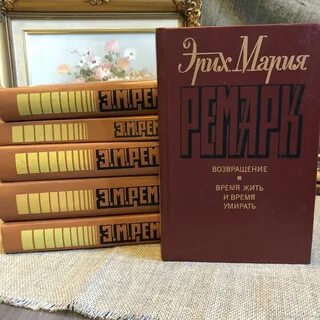 Э.М.РЕМ
Э.М.РЕМ
Э.М.РЕМ
Э.М.РЕМ
Э.М.РЕМ
Эрих Мария
РЕМАРК
ВОЗВРАЩЕНИЕ
ВРЕМЯ ЖИТЬ
И ВРЕМЯ
УМИРАТЬ